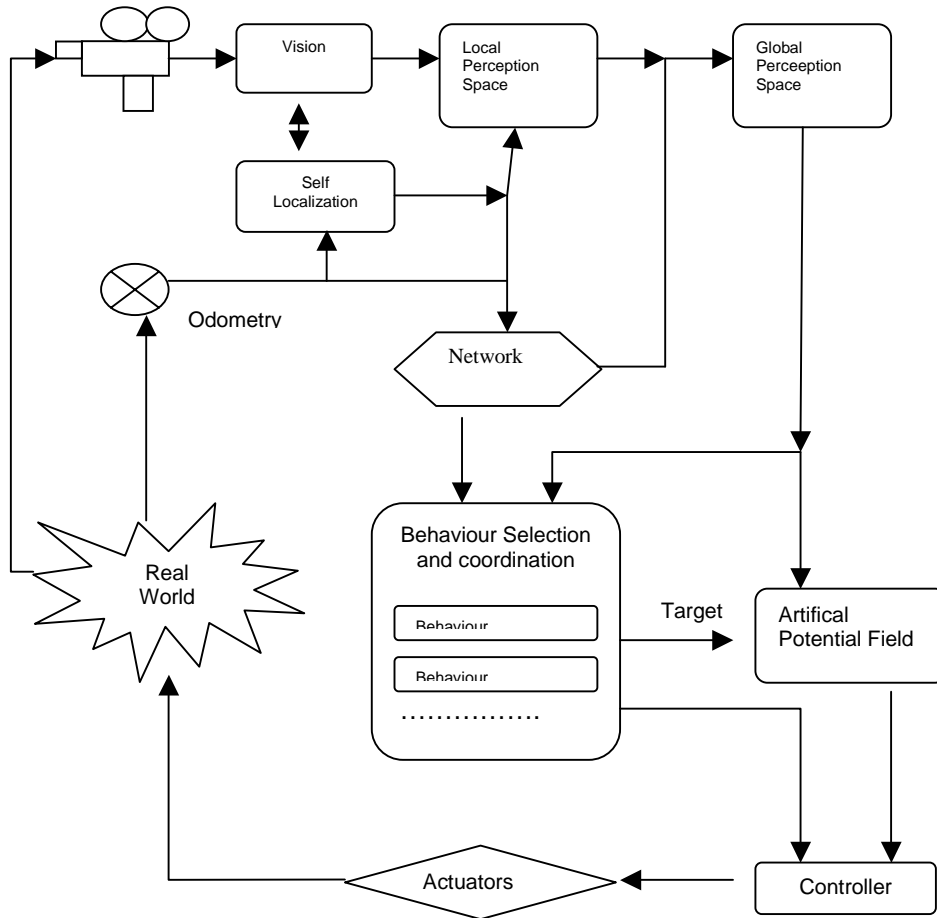 Vision
Local
Perception
Space
Global
Perceeption
Space
Self
Localization
Odometry
Network
Behaviour Selection
and coordination
Real
World
Behaviour
Target
Artifical
Potential Field
Behaviour
................
Actuators
Controller